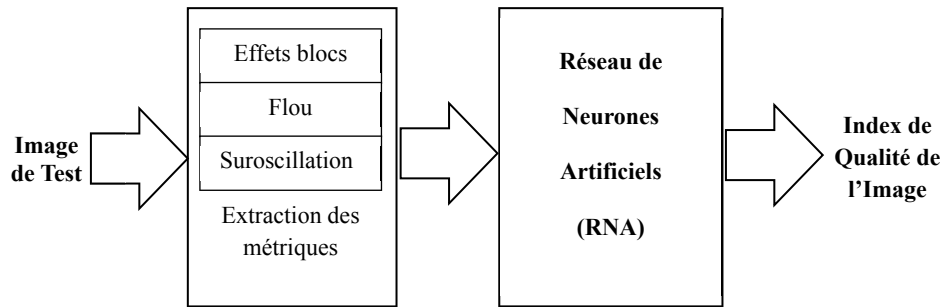 Image
de Test
Effets blocs
Flou
Suroscillation
Extraction des
métriques
Réseau de
Neurones
Artificiels
(RNA)
Index de
Qualité de
l’Image